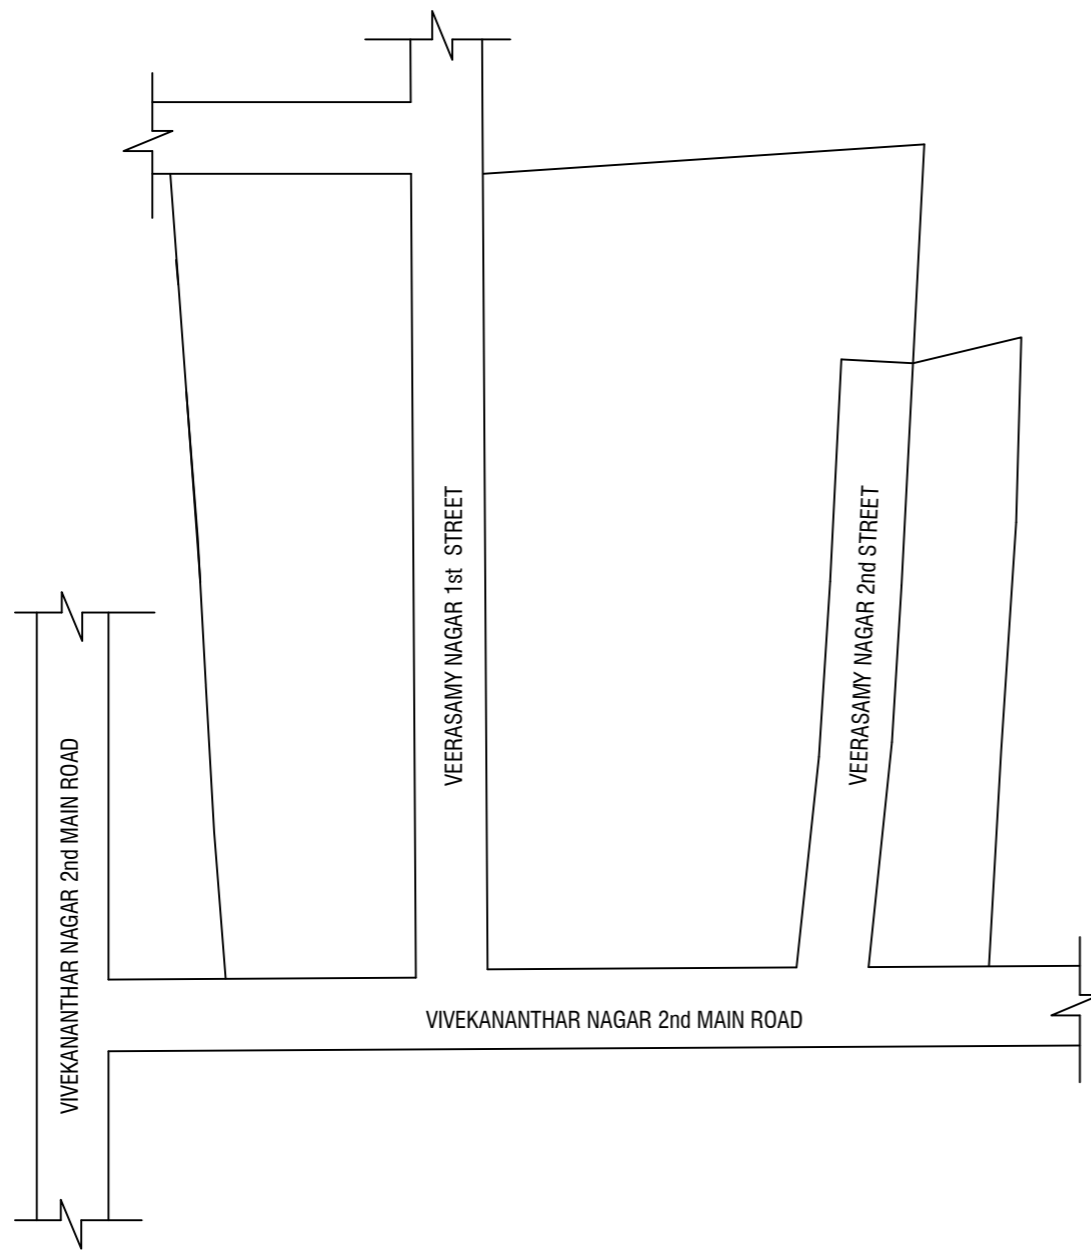 VEERASAMY NAGAR 1st STREET
VEERASAMY NAGAR 2nd STREET
VIVEKANANTHAR NAGAR 2nd MAIN ROAD
VIVEKANANTHAR NAGAR 2nd MAIN ROAD